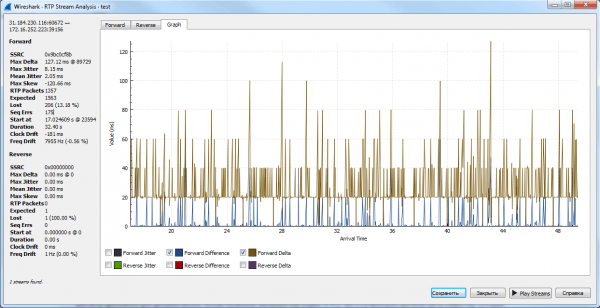 Wireshark · RTP Stream Analysis · test
31.184.230.116:60672 ↔
172.16.252.223:39156
Forward
SSRC 0x9bc0cf8b
Max Delta 127.12 ms @ 89729
Max Jitter 8.15 ms
Mean Jitter 2.05 ms
Max Skew -120.66 ms
RTP Packets 1357
Expected 1563
Lost 206 (13.18 %)
Seq Errs 175
Start at 17.024609 s @ 23594
Duration 32.40 s
Clock Drift -181 ms
Freq Drift 7955 Hz (-0.56 %)
Reverse
SSRC 0x00000000
Max Delta 0.00 ms @ 0
Max Jitter 0.00 ms
Mean Jitter 0.00 ms
Max Skew 0.00 ms
RTP Packets 0
Expected 1
Lost 1 (100.00 %)
Seq Errs 0
Start at 0.000000 s @ 0
Duration 0.00 s
Clock Drift 0 ms
Freq Drift 1 Hz (0.00 %)
1 streams found.
Forward Reverse Graph
Value (ms)
120
100
80
60
40
20
0
20 24 28 32 36 40 44 48
Arrival Time
Forward Jitter Forward Difference Forward Delta
Reverse Jitter Reverse Difference Reverse Delta
Сохранить Закрыть Play Streams Справка